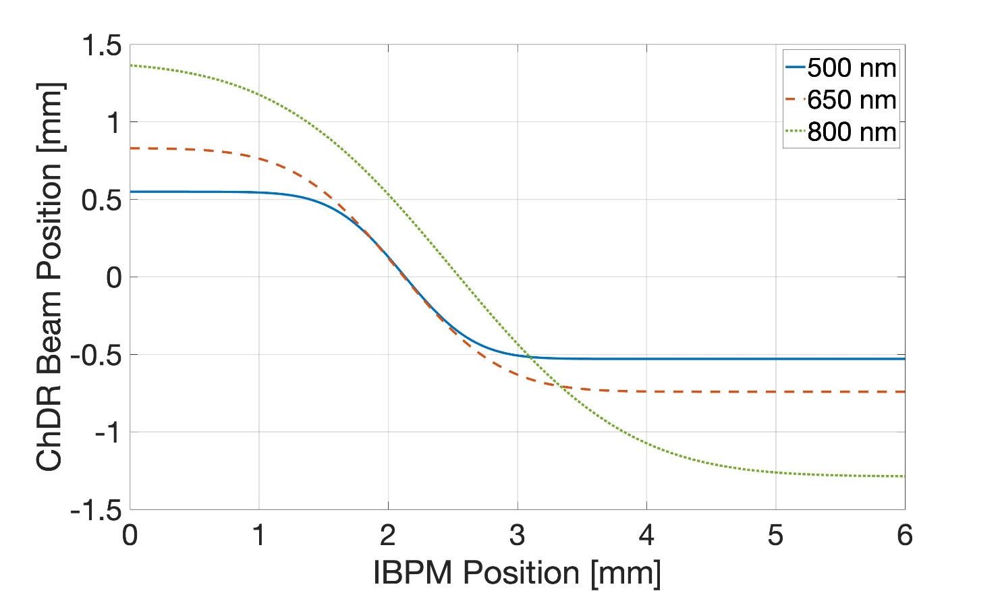 1.5
1
0.5
0
-0.5
-1
-1.5
ChDR Beam Position [mm]
500 nm
650 nm
800 nm
0 1 2 3 4 5 6
IBPM Position [mm]